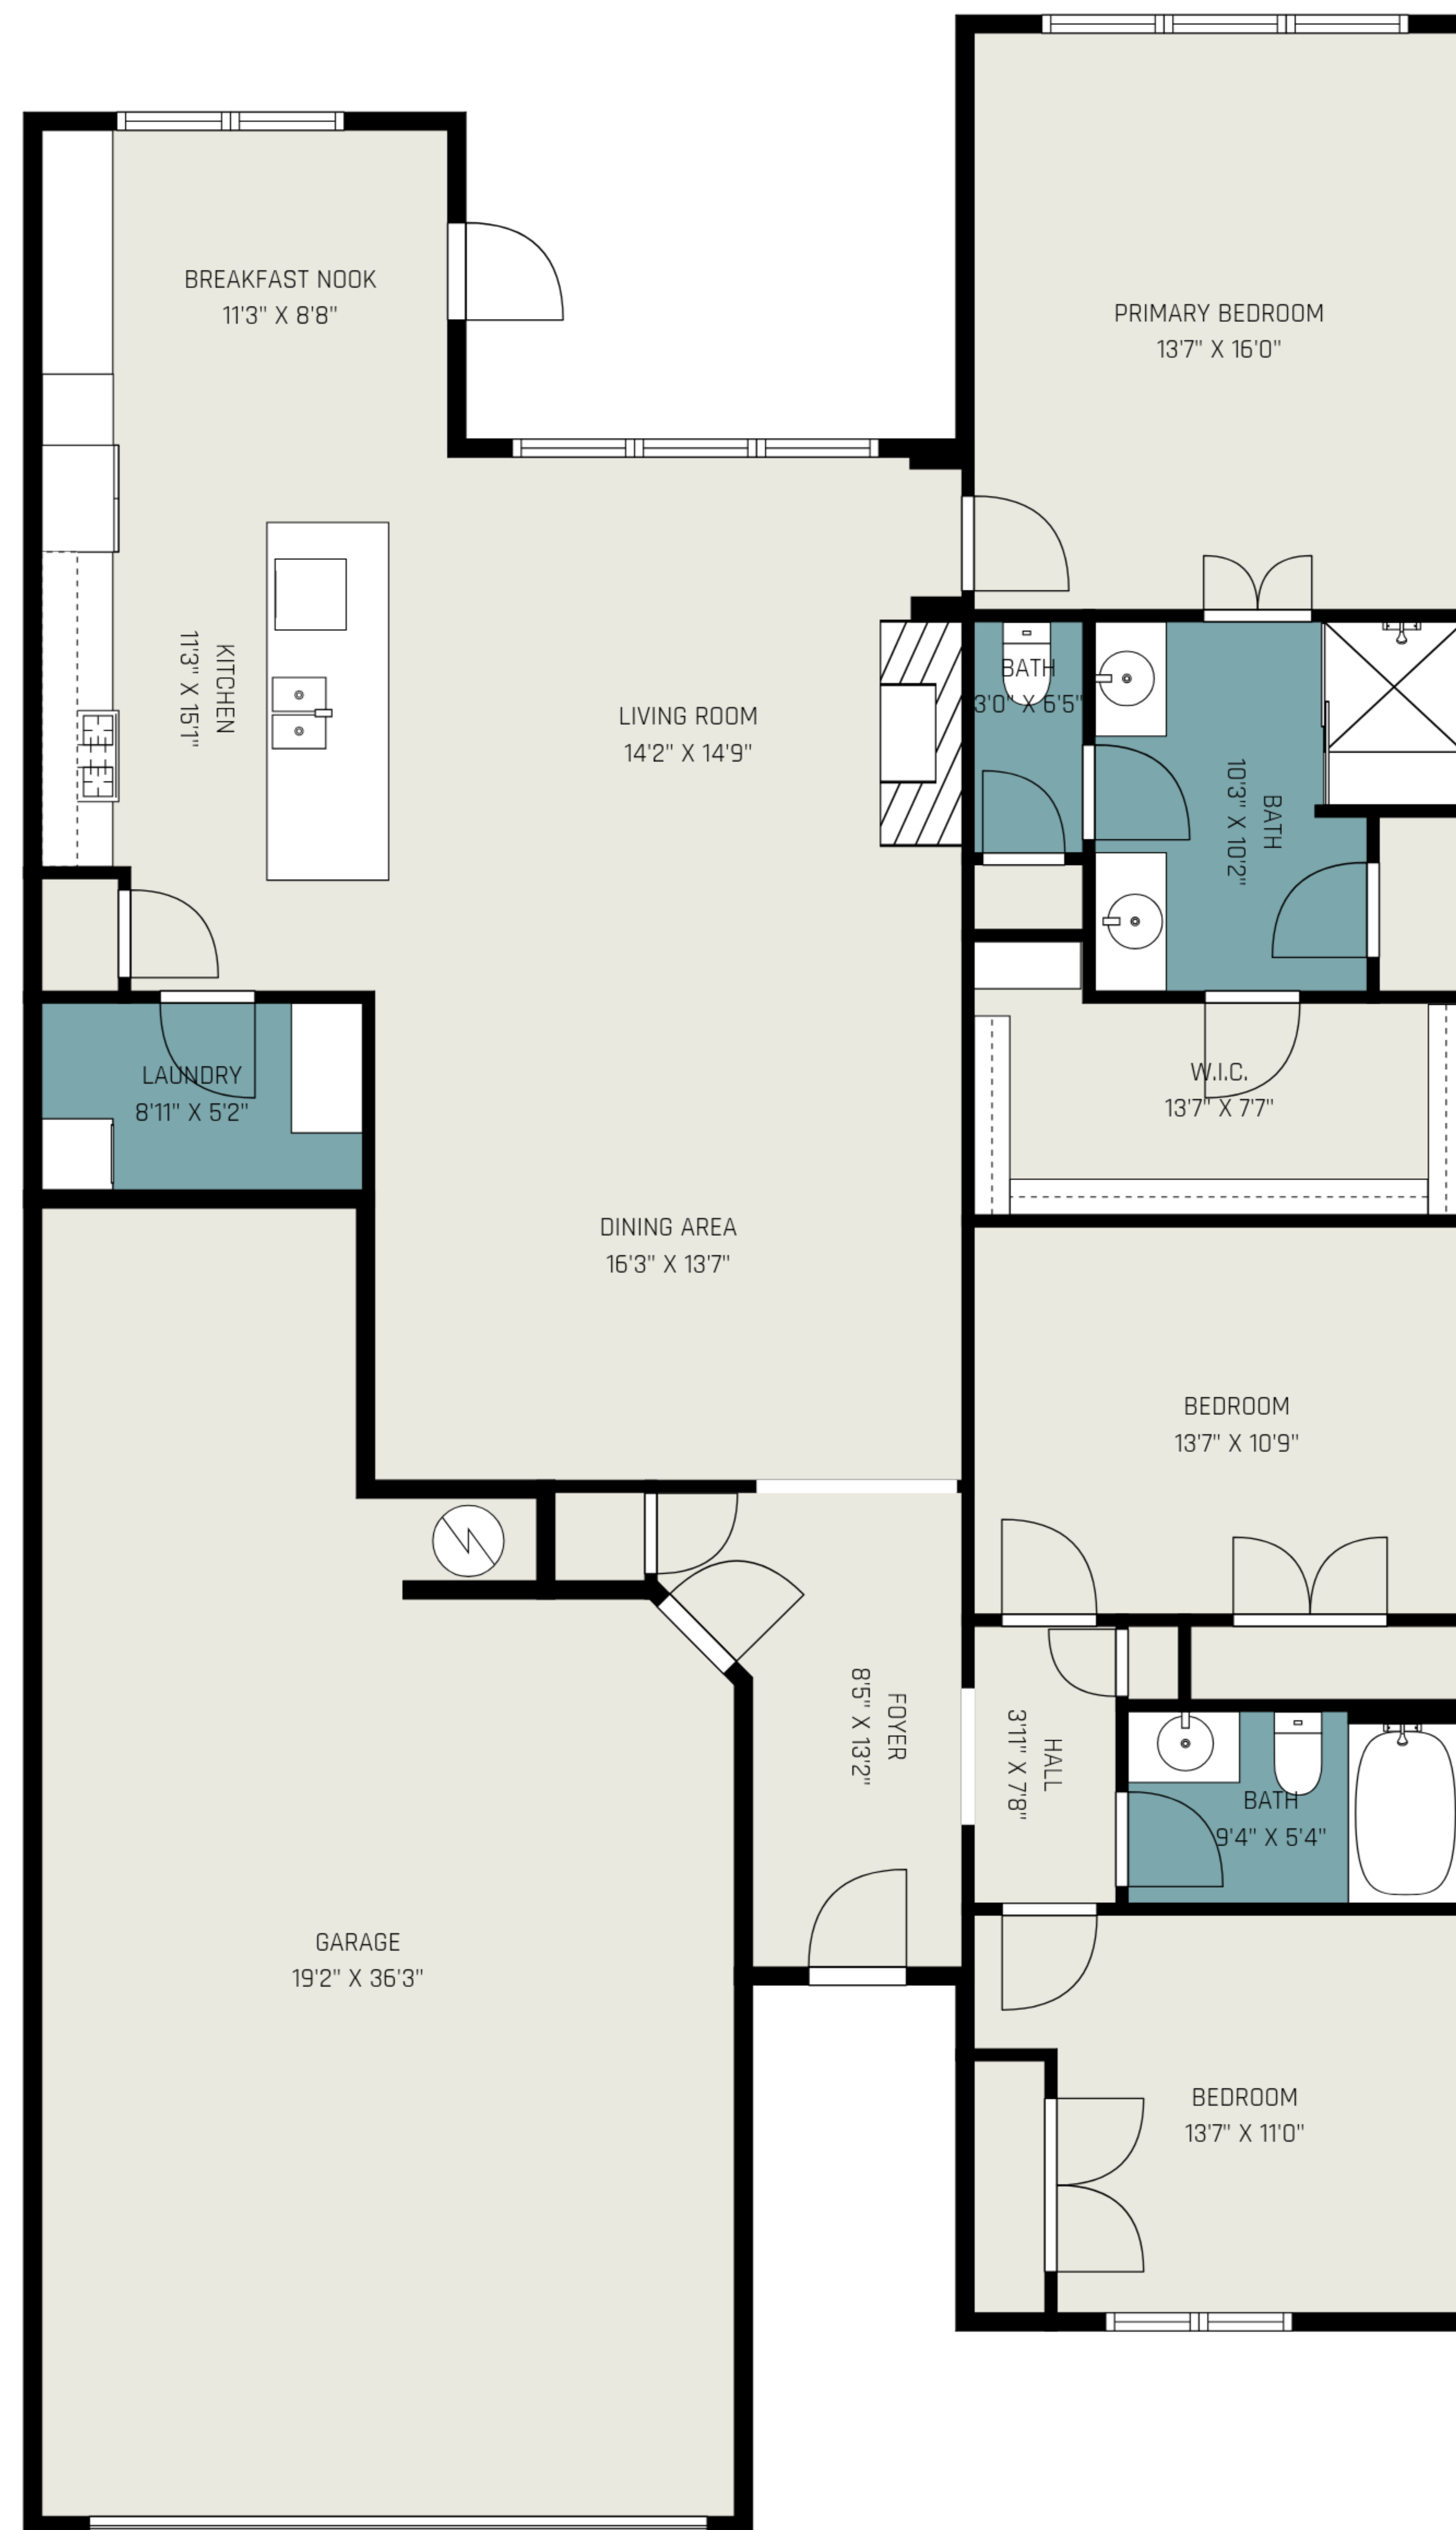 BREAKFAST NOOK
11'3" X 8'8"
PRIMARY BEDROOM
13'7" X 16'0"
KITCHEN
11'3" X 15'1"
LIVING ROOM
14'2" X 14'9"
BATH
3'0" X 6'5"
BATH
10'3" X 10'2"
LAUNDRY
8'11" X 5'2"
W.I.C.
13'7" X 7'7"
DINING AREA
16'3" X 13'7"
BEDROOM
13'7" X 10'9"
FOYER
8'5" X 13'2"
HALL
3'11" X 7'8"
BATH
9'4" X 5'4"
GARAGE
19'2" X 36'3"
BEDROOM
13'7" X 11'0"